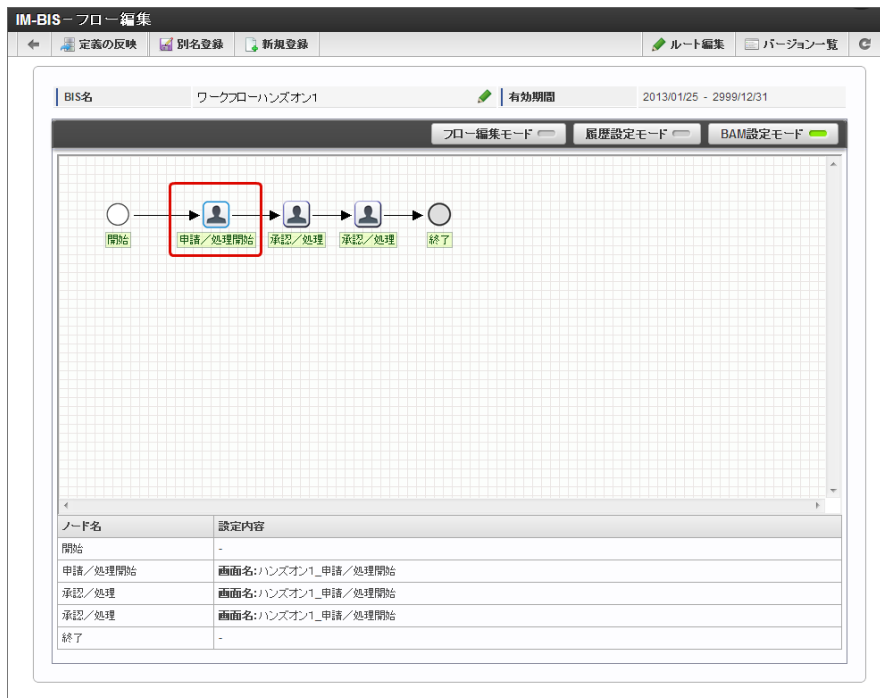 IM-BIS－フロー編集
定義の反映 別名登録 新規登録 ルート編集 バージョン一覧
BIS名 ワークフローハンズオン1 有効期間 2013/01/25 - 2999/12/31
フロー編集モード 履歴設定モード BAM設定モード
開始 申請／処理開始 承認／処理 承認／処理 終了
ノード名 設定内容
開始 -
申請／処理開始 画面名:ハンズオン1_申請／処理開始
承認／処理 画面名:ハンズオン1_申請／処理開始
承認／処理 画面名:ハンズオン1_申請／処理開始
終了 -